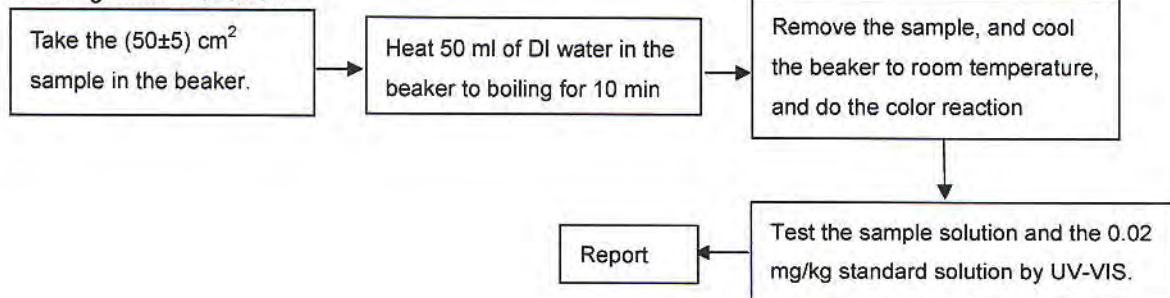 Take the (50±5) cm²
sample in the beaker.
Heat 50 ml of DI water in the
beaker to boiling for 10 min
Remove the sample, and cool
the beaker to room temperature,
and do the color reaction
Test the sample solution and the 0.02
mg/kg standard solution by UV-VIS.
Report